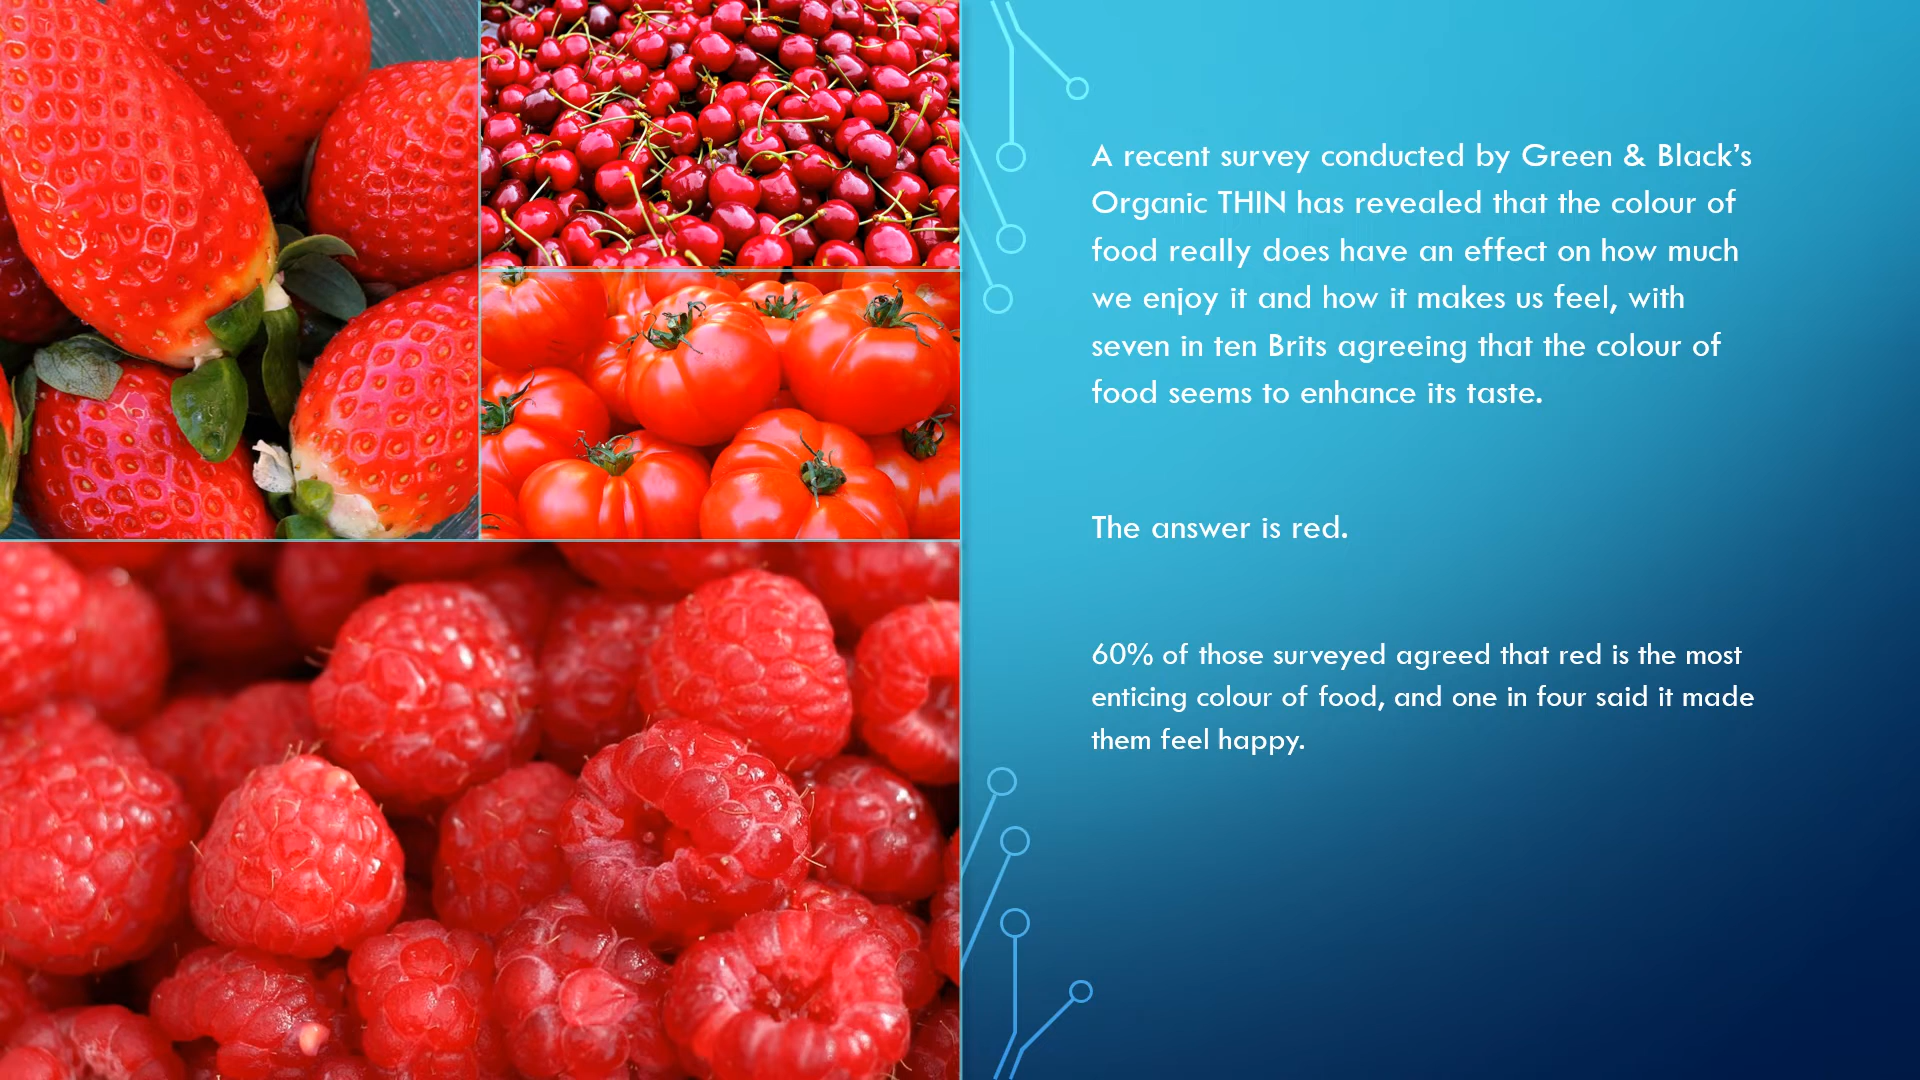 A recent survey conducted by Green & Black’s
Organic THIN has revealed that the colour of
food really does have an effect on how much
we enjoy it and how it makes us feel, with
seven in ten Brits agreeing that the colour of
food seems to enhance its taste.
The answer is red.
60% of those surveyed agreed that red is the most
enticing colour of food, and one in four said it made
them feel happy.